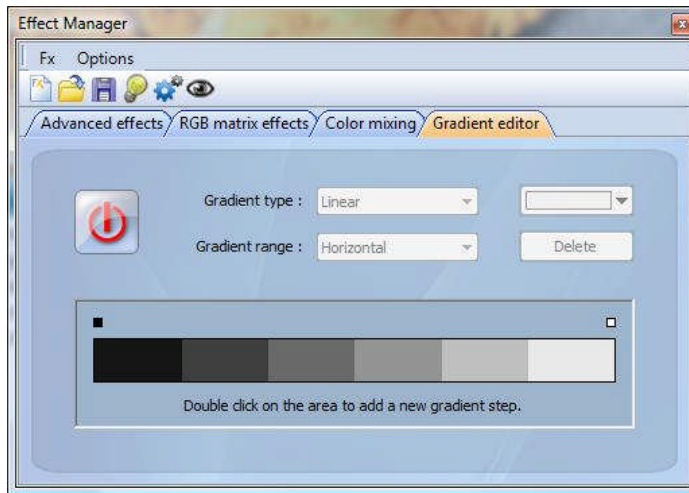 Effect Manager
Fx Options
Advanced effects RGB matrix effects Color mixing Gradient editor
Gradient type : Linear
Gradient range : Horizontal Delete
Double click on the area to add a new gradient step.